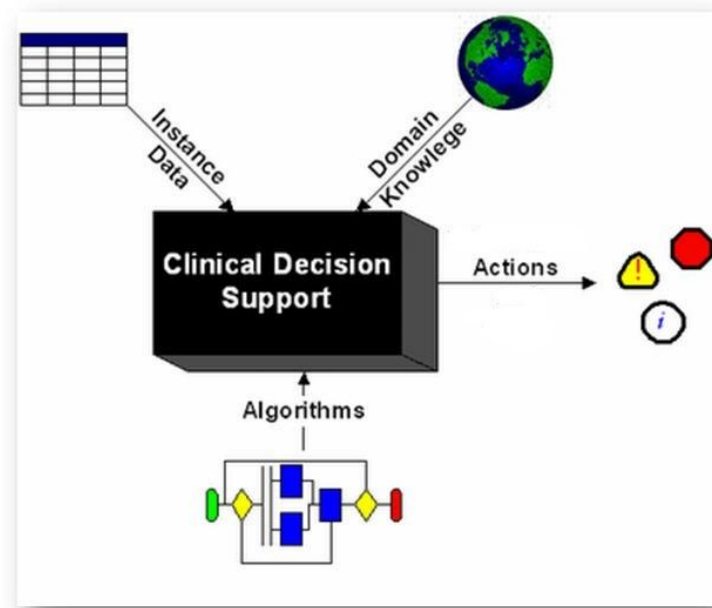 Instance
Data
Domain
Knowlege
Clinical Decision
Support
Actions
!
i
Algorithms